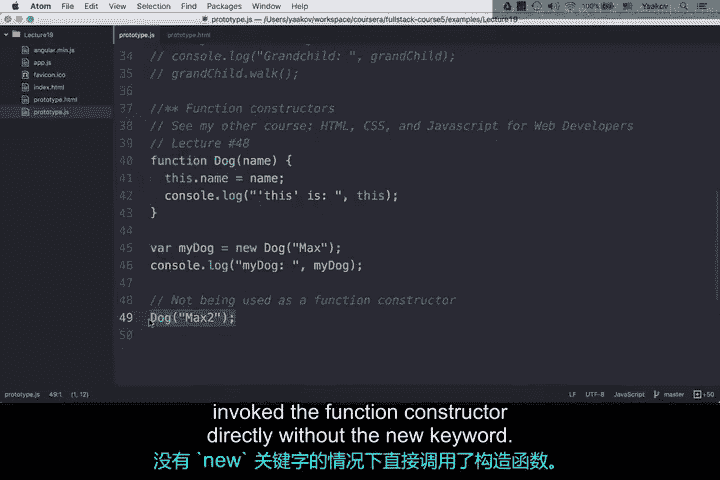 Atom File Edit View Selection Find Packages Window Help 100% Yaakov
prototype.js — /Users/yaakov/workspace/coursera/fullstack-course5/examples/Lecture19
Lecture19
angular.min.js
app.js
favicon.ico
index.html
prototype.html
prototype.js
prototype.js prototype.html
34 // console.log("Grandchild: ", grandChild);
35 // grandChild.walk();
36
37 //** Function constructors
38 // See my other course: HTML, CSS, and Javascript for Web Developers
39 // Lecture #48
40 function Dog(name) {
41 this.name = name;
42 console.log("'this' is: ", this);
43 }
44
45 var myDog = new Dog("Max");
46 console.log("myDog: ", myDog);
47
48 // Not being used as a function constructor
49 Dog("Max2");
50
prototype.js 49:1 (1, 12) LF UTF-8 JavaScript master +50
invoked the function constructor
directly without the new keyword.
没有 `new` 关键字的情况下直接调用了构造函数。